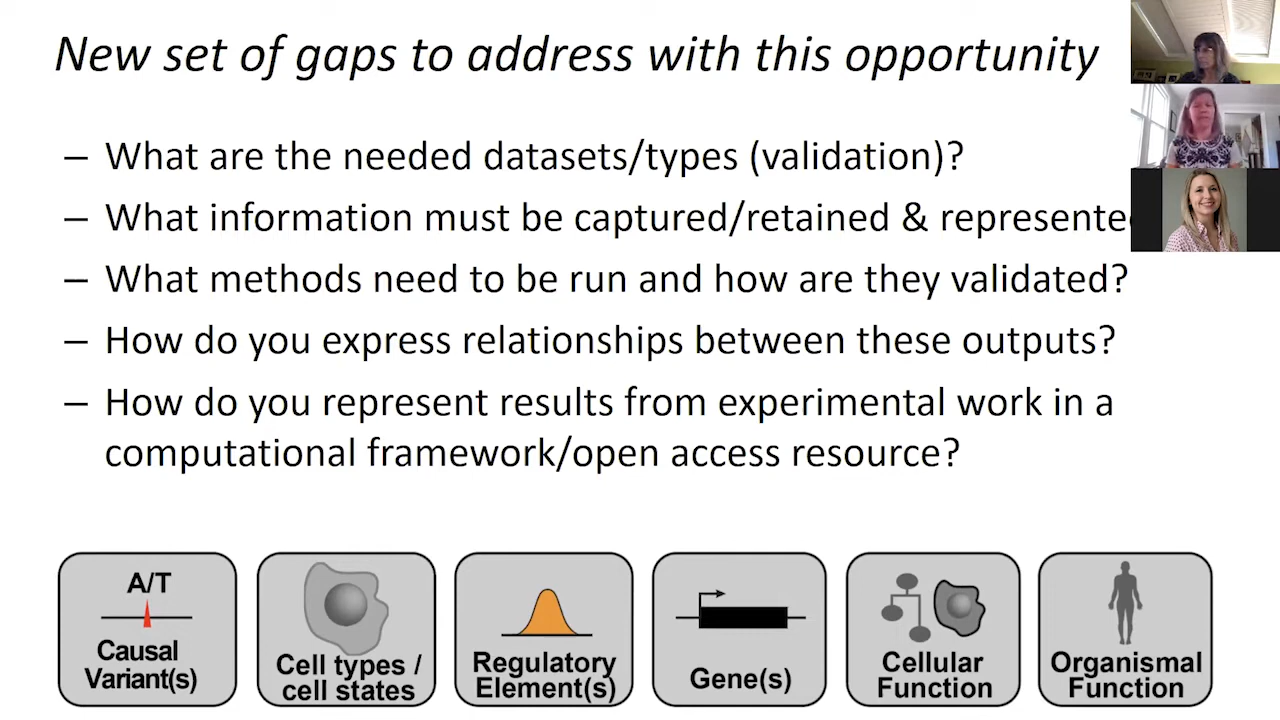 New set of gaps to address with this opportunity
– What are the needed datasets/types (validation)?
– What information must be captured/retained & represented
– What methods need to be run and how are they validated?
– How do you express relationships between these outputs?
– How do you represent results from experimental work in a
computational framework/open access resource?
A/T
Causal
Variant(s)
Cell types /
cell states
Regulatory
Element(s)
Gene(s)
Cellular
Function
Organismal
Function